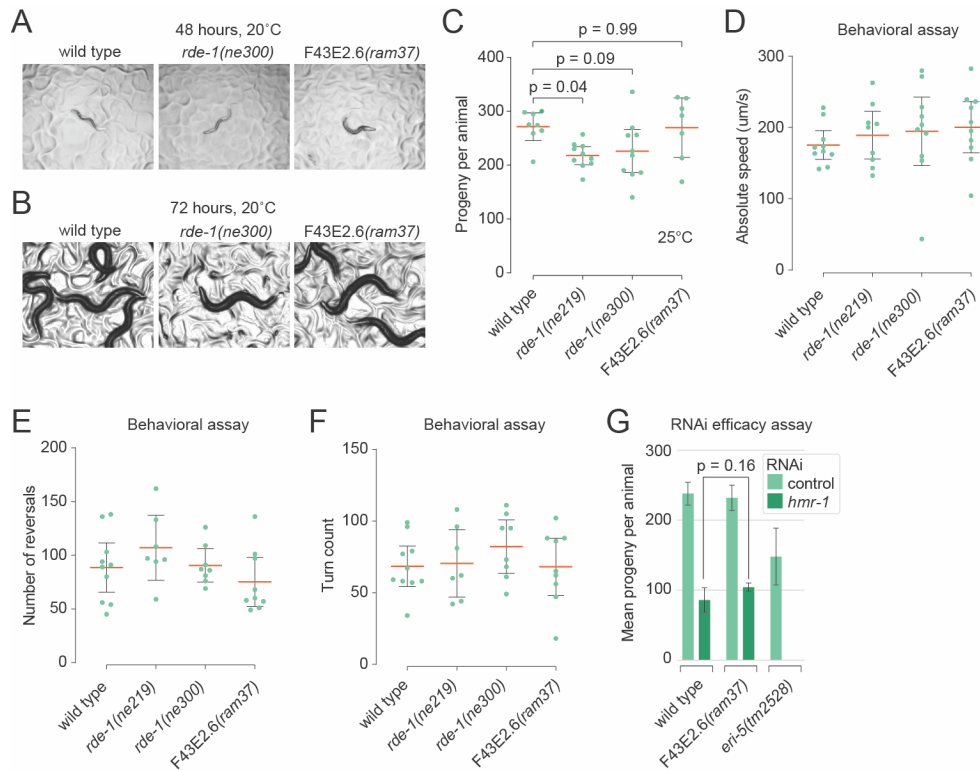 A
48 hours, 20˚C
wild type
rde-1(ne300)
F43E2.6(ram37)
B
72 hours, 20˚C
wild type
rde-1(ne300)
F43E2.6(ram37)
C
p = 0.99
p = 0.09
p = 0.04
Progeny per animal
400
300
200
100
0
25°C
wild type
rde-1(ne219)
rde-1(ne300)
F43E2.6(ram37)
D
Behavioral assay
Absolute speed (um/s)
300
200
100
0
wild type
rde-1(ne219)
rde-1(ne300)
F43E2.6(ram37)
E
Behavioral assay
Number of reversals
200
150
100
50
0
wild type
rde-1(ne219)
rde-1(ne300)
F43E2.6(ram37)
F
Behavioral assay
Turn count
150
100
50
0
wild type
rde-1(ne219)
rde-1(ne300)
F43E2.6(ram37)
G
RNAi efficacy assay
p = 0.16
RNAi
control
hmr-1
Mean progeny per animal
300
200
100
0
wild type
F43E2.6(ram37)
eri-5(tm2528)